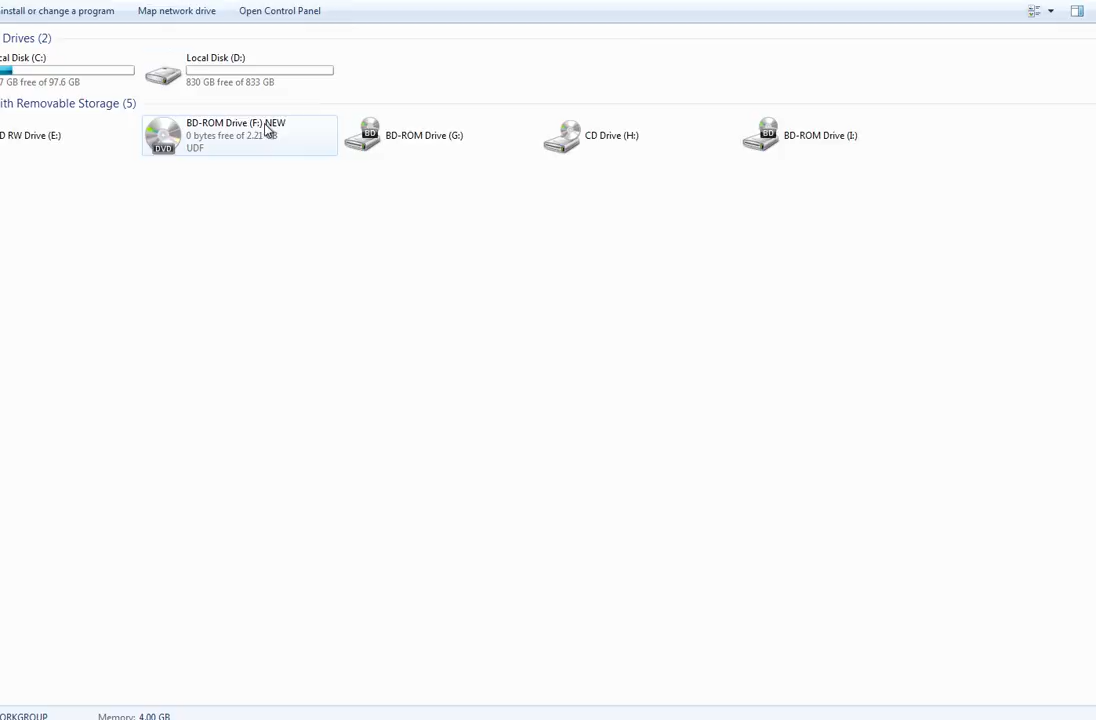 install or change a program Map network drive Open Control Panel
Drives (2)
cal Disk (C:) Local Disk (D:)
7 GB free of 97.6 GB 830 GB free of 833 GB
ith Removable Storage (5)
D RW Drive (E:) BD-ROM Drive (F:) NEW BD-ROM Drive (G:) CD Drive (H:) BD-ROM Drive (I:)
0 bytes free of 2.21 GB
UDF
DVD
BD
BD
ORKGROUP Memory: 4.00 GB